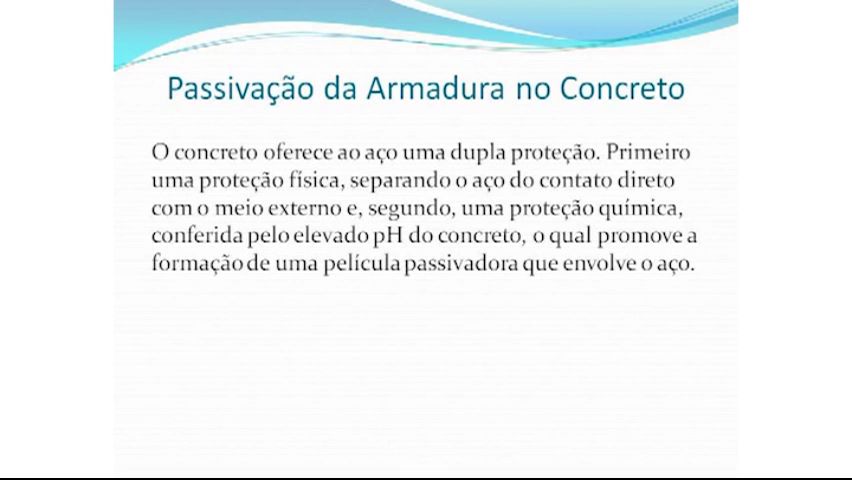 Passivação da Armadura no Concreto
O concreto oferece ao aço uma dupla proteção. Primeiro
uma proteção física, separando o aço do contato direto
com o meio externo e, segundo, uma proteção química,
conferida pelo elevado pH do concreto, o qual promove a
formação de uma película passivadora que envolve o aço.